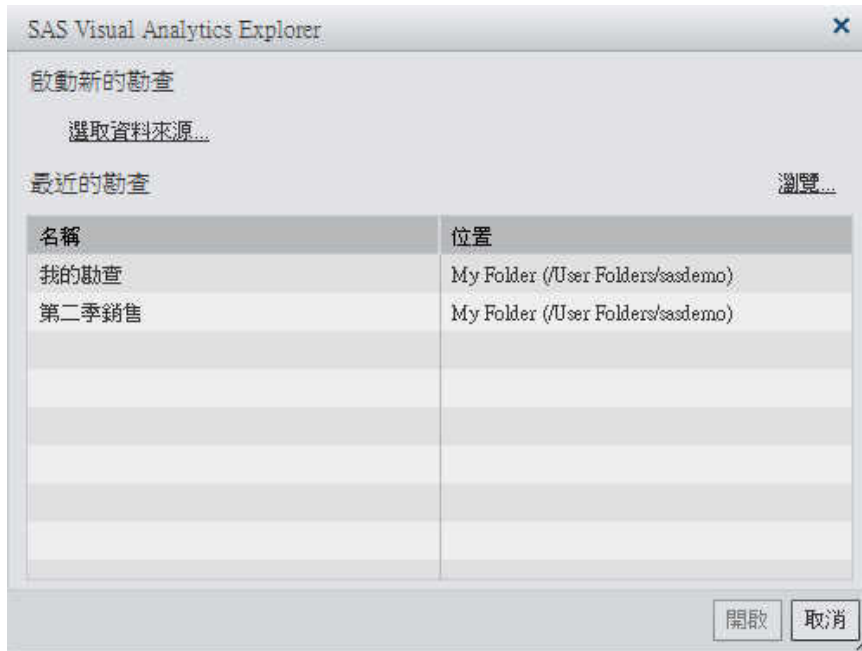 SAS Visual Analytics Explorer
啟動新的勘查
選取資料來源...
最近的勘查 瀏覽...
名稱 位置
我的勘查 My Folder (/User Folders/sasdemo)
第二季銷售 My Folder (/User Folders/sasdemo)
開啟 取消